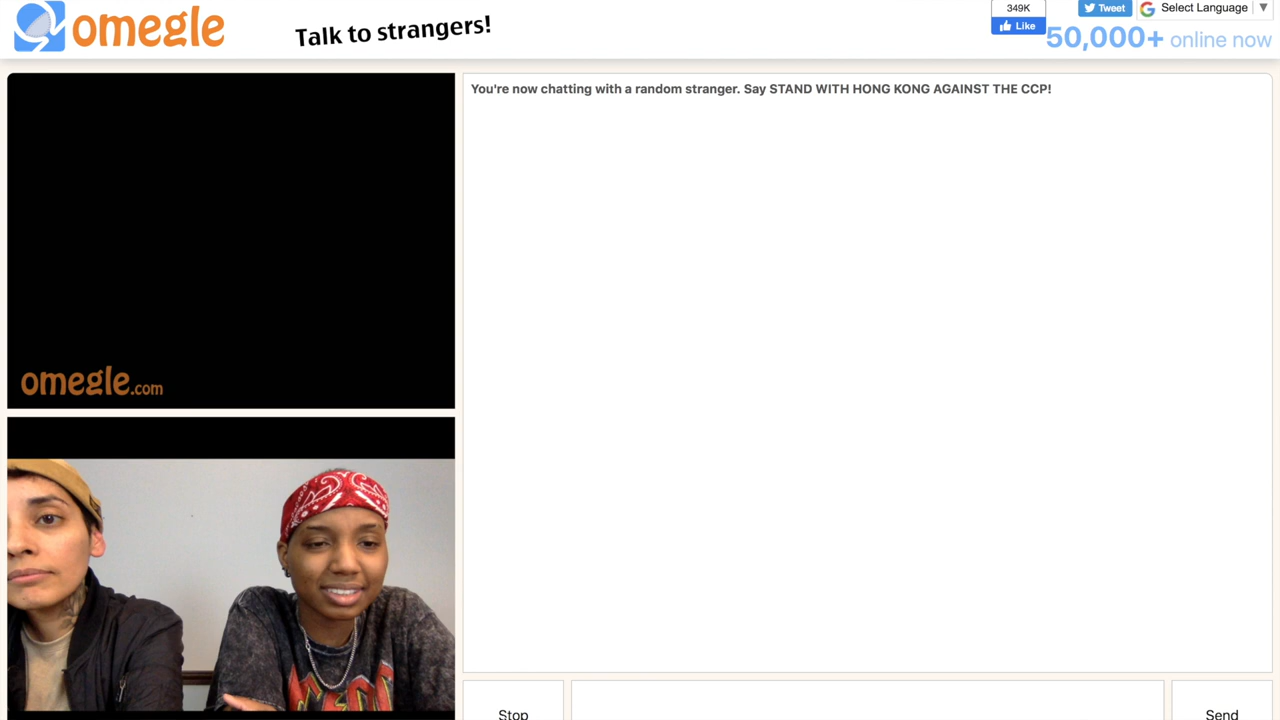 omegle
Talk to strangers!
349K
Like
Tweet
Select Language ▼
50,000+ online now
You're now chatting with a random stranger. Say STAND WITH HONG KONG AGAINST THE CCP!
omegle.com
Stop
Send